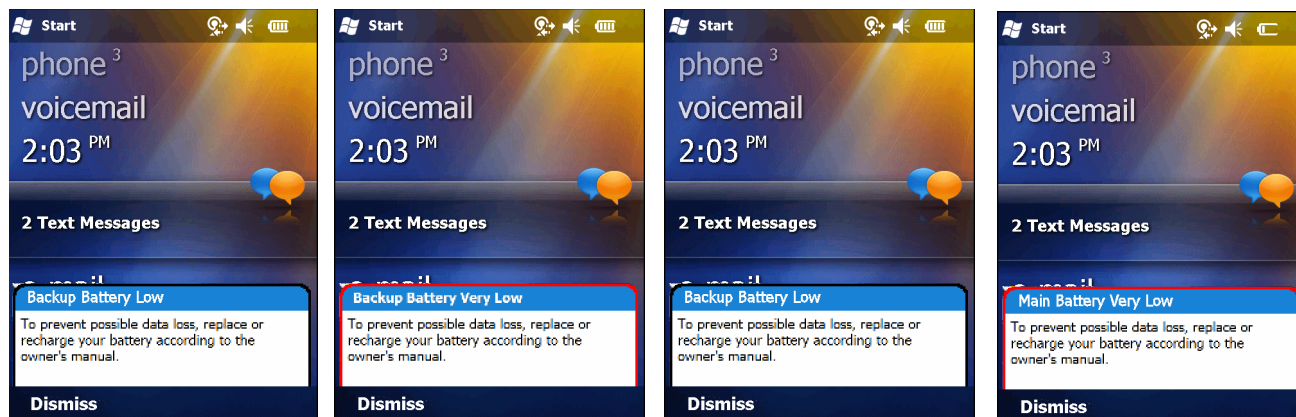 Start
phone 3
voicemail
2:03 PM
2 Text Messages
Backup Battery Low
To prevent possible data loss, replace or
recharge your battery according to the
owner's manual.
Dismiss
Start
phone 3
voicemail
2:03 PM
2 Text Messages
Backup Battery Very Low
To prevent possible data loss, replace or
recharge your battery according to the
owner's manual.
Dismiss
Start
phone 3
voicemail
2:03 PM
2 Text Messages
Backup Battery Low
To prevent possible data loss, replace or
recharge your battery according to the
owner's manual.
Dismiss
Start
phone 3
voicemail
2:03 PM
2 Text Messages
Main Battery Very Low
To prevent possible data loss, replace or
recharge your battery according to the
owner's manual.
Dismiss